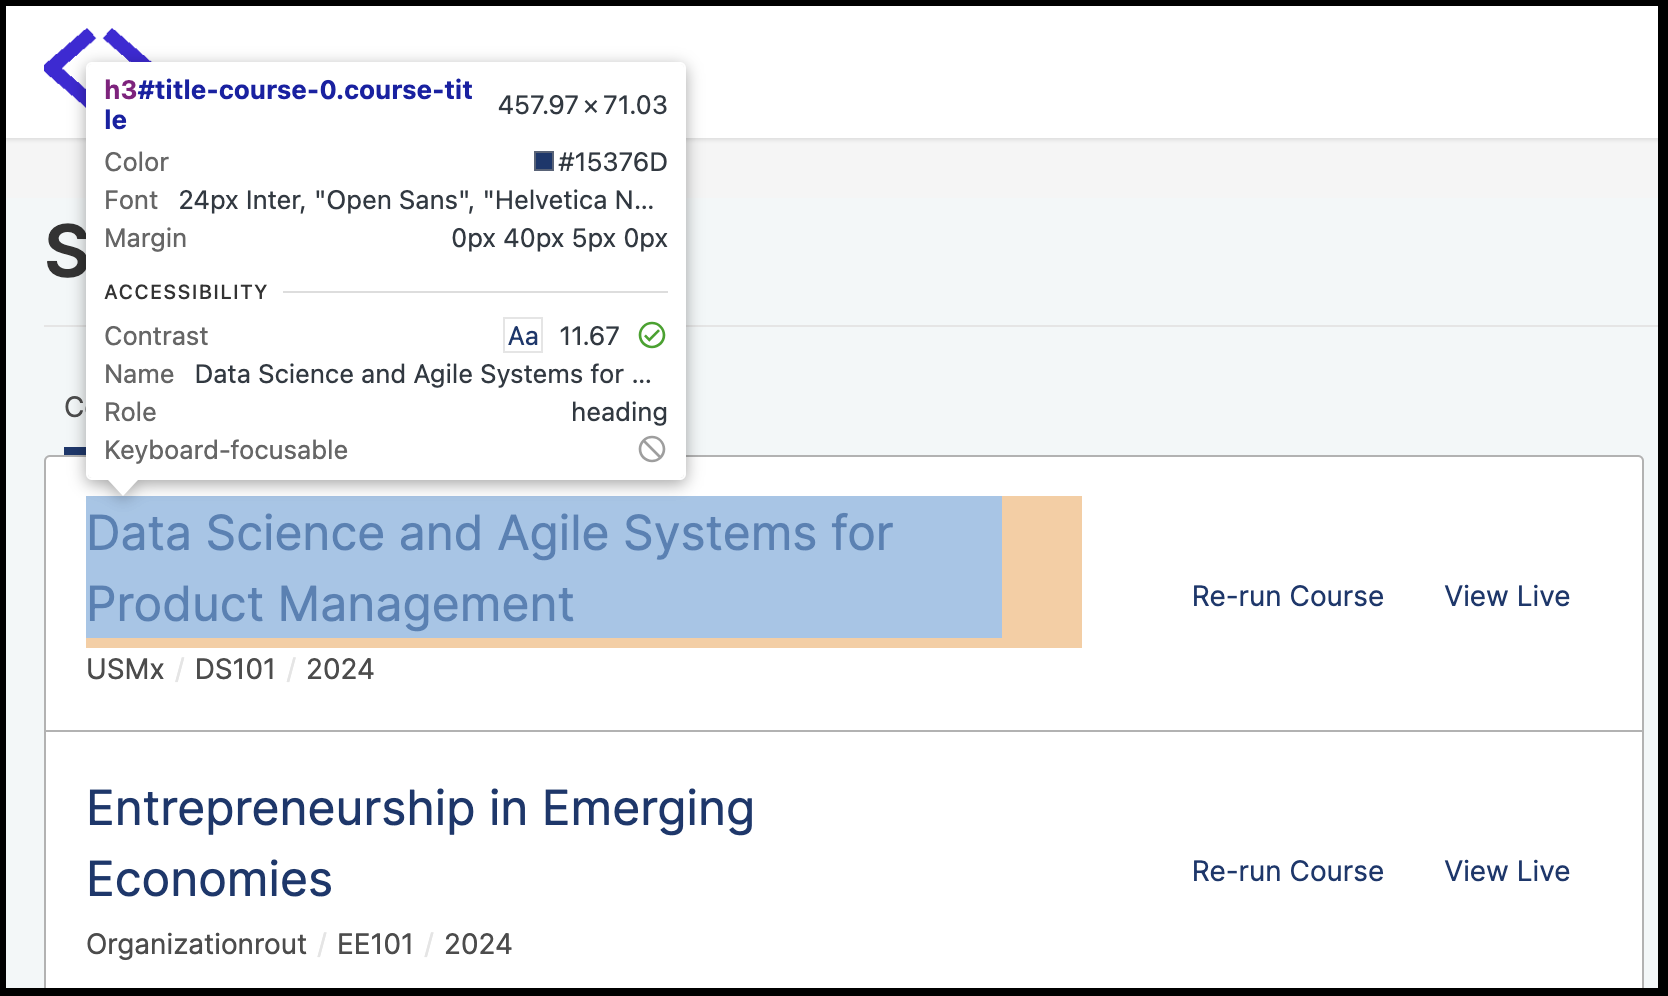 h3#title-course-0.course-tit
le
457.97 × 71.03
Color #15376D
Font 24px Inter, "Open Sans", "Helvetica N...
Margin 0px 40px 5px 0px
ACCESSIBILITY
Contrast Aa 11.67
Name Data Science and Agile Systems for ...
Role heading
Keyboard-focusable
S
C
Data Science and Agile Systems for
Product Management
USMx / DS101 / 2024
Re-run Course View Live
Entrepreneurship in Emerging
Economies
Organizationrout / EE101 / 2024
Re-run Course View Live